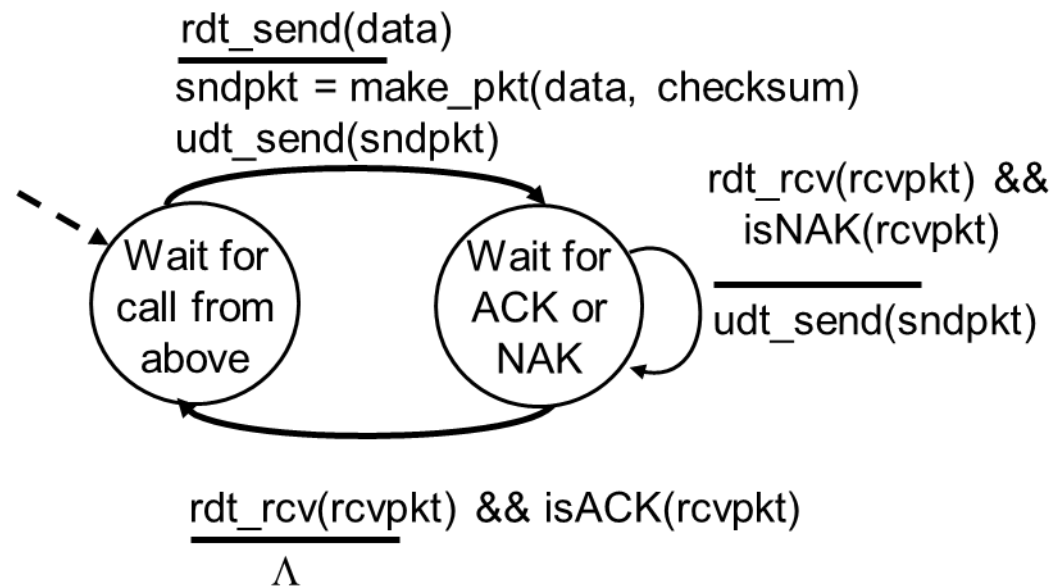 rdt_send(data)
sndpkt = make_pkt(data, checksum)
udt_send(sndpkt)
rdt_rcv(rcvpkt) &&
isNAK(rcvpkt)
udt_send(sndpkt)
Wait for
call from
above
Wait for
ACK or
NAK
rdt_rcv(rcvpkt) && isACK(rcvpkt)
Λ